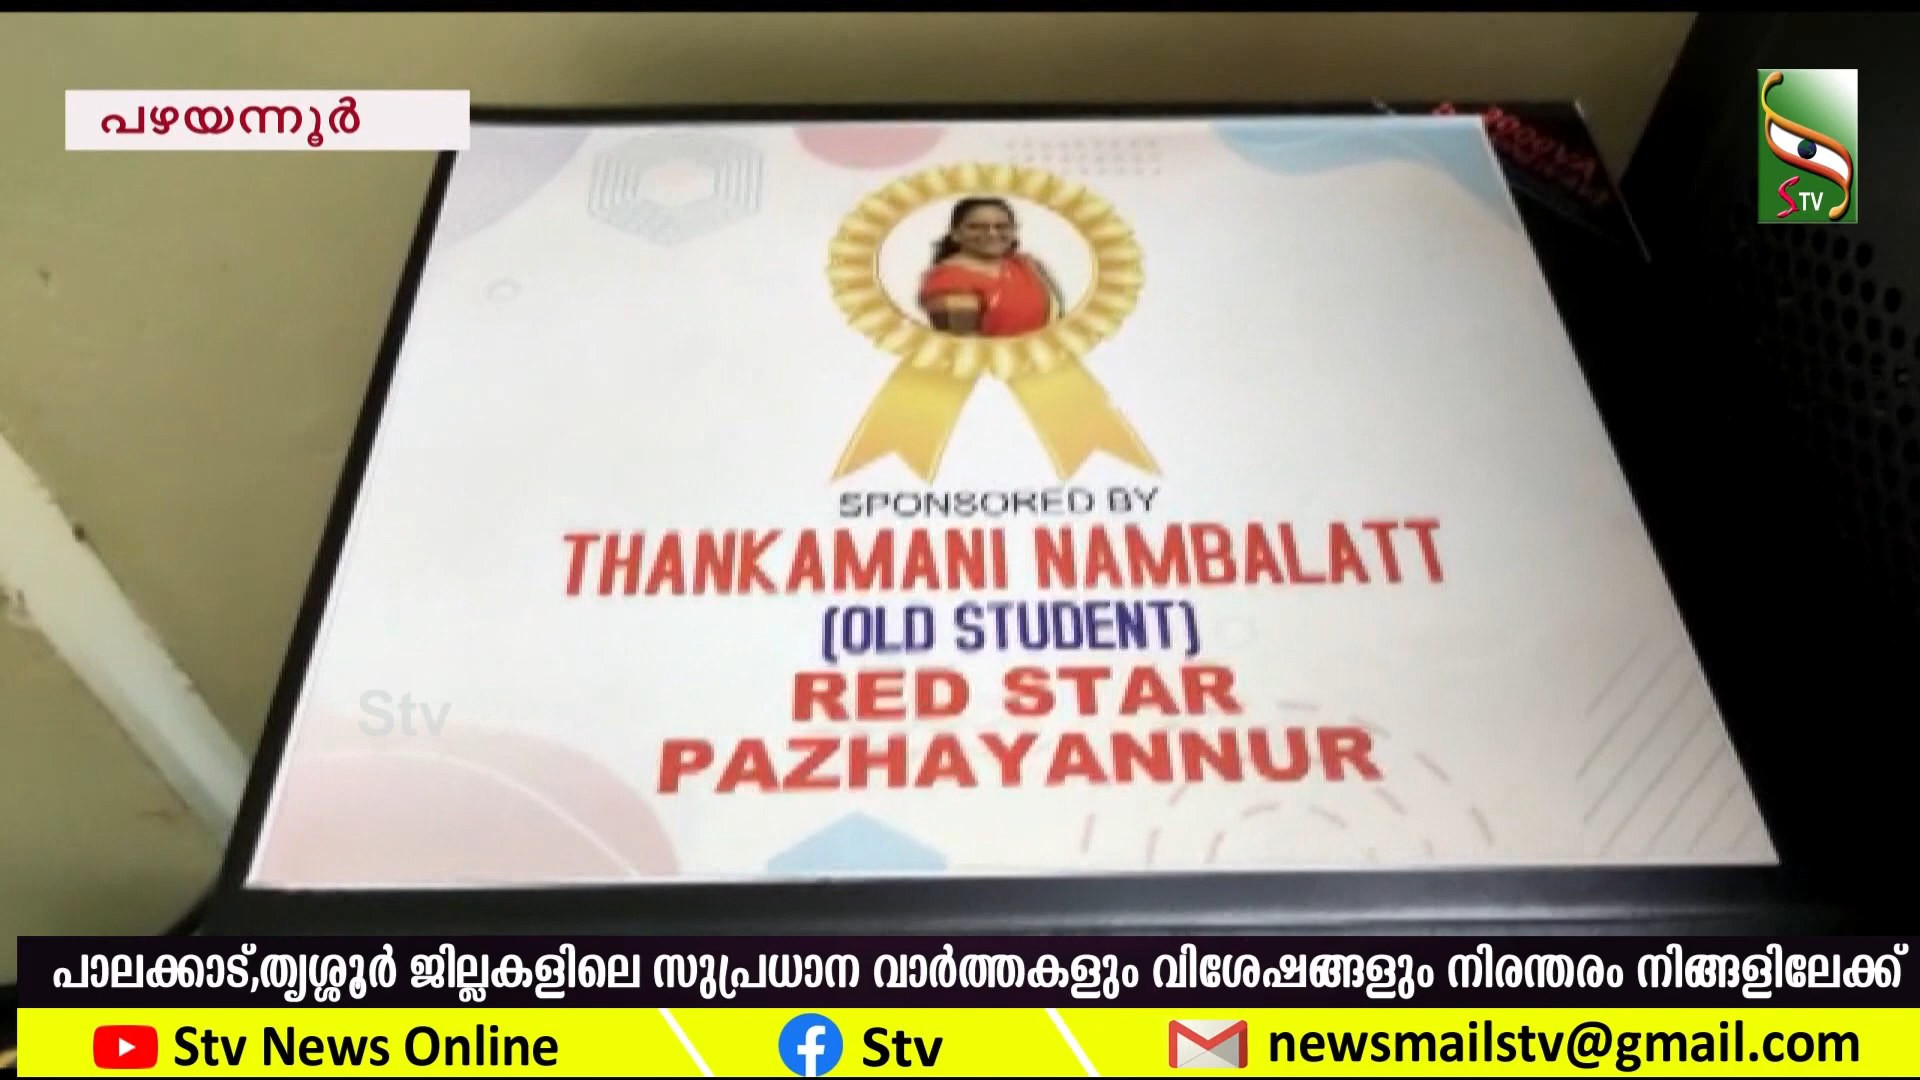 പഴയന്നൂർ
STV
SPONSORED BY
THANKAMANI NAMBALATT
(OLD STUDENT)
RED STAR
PAZHAYANNUR
Stv
പാലക്കാട്,തൃശ്ശൂർ ജില്ലകളിലെ സുപ്രധാന വാർത്തകളും വിശേഷങ്ങളും നിരന്തരം നിങ്ങളിലേക്ക്
Stv News Online
Stv
newsmailstv@gmail.com